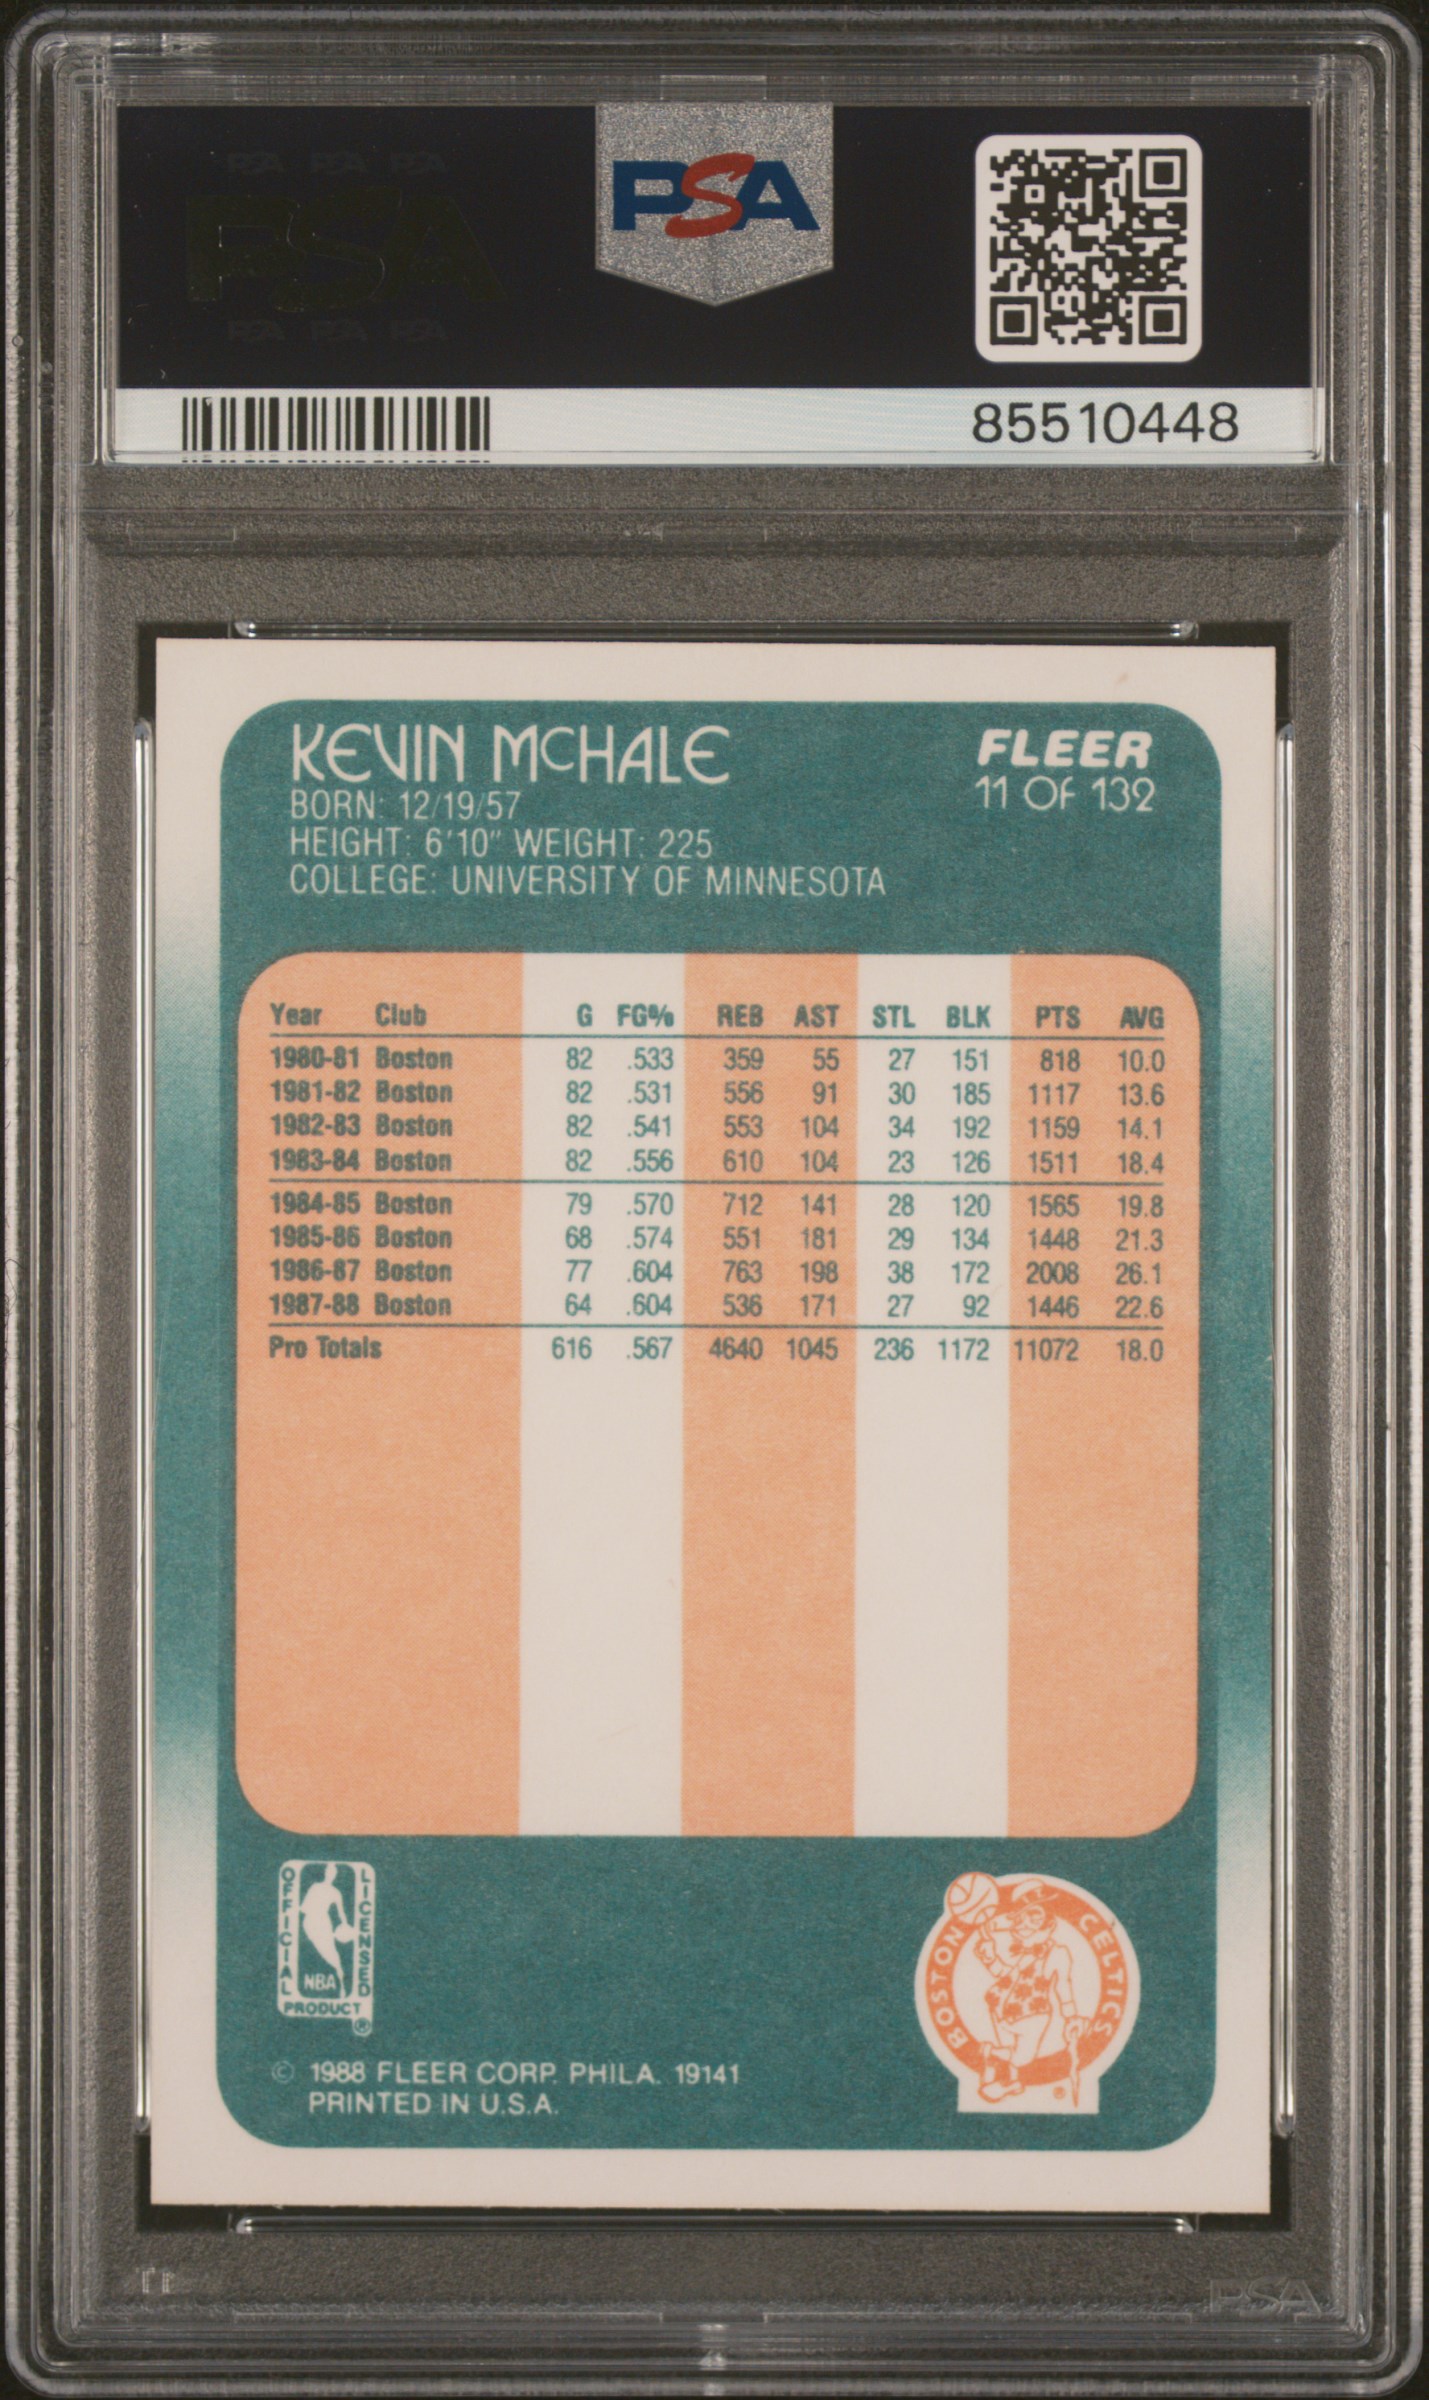 PSA PSA PSA
PSA
PSA PSA PSA
PSA
85510448
KEVIN McHALE
FLEER
BORN: 12/19/57
11 OF 132
HEIGHT: 6'10" WEIGHT: 225
COLLEGE: UNIVERSITY OF MINNESOTA
Year Club G FG% REB AST STL BLK PTS AVG
1980-81 Boston 82 .533 359 55 27 151 818 10.0
1981-82 Boston 82 .531 556 91 30 185 1117 13.6
1982-83 Boston 82 .541 553 104 34 192 1159 14.1
1983-84 Boston 82 .556 610 104 23 126 1511 18.4
1984-85 Boston 79 .570 712 141 28 120 1565 19.8
1985-86 Boston 68 .574 551 181 29 134 1448 21.3
1986-87 Boston 77 .604 763 198 38 172 2008 26.1
1987-88 Boston 64 .604 536 171 27 92 1446 22.6
Pro Totals 616 .567 4640 1045 236 1172 11072 18.0
OFFICIAL LICENSED
NBA
PRODUCT ®
BOSTON CELTICS
®
© 1988 FLEER CORP. PHILA. 19141
PRINTED IN U.S.A.
PSA